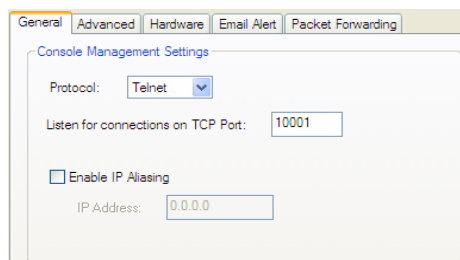 General Advanced Hardware Email Alert Packet Forwarding
Console Management Settings
Protocol: Telnet
Listen for connections on TCP Port: 10001
Enable IP Aliasing
IP Address: 0.0.0.0